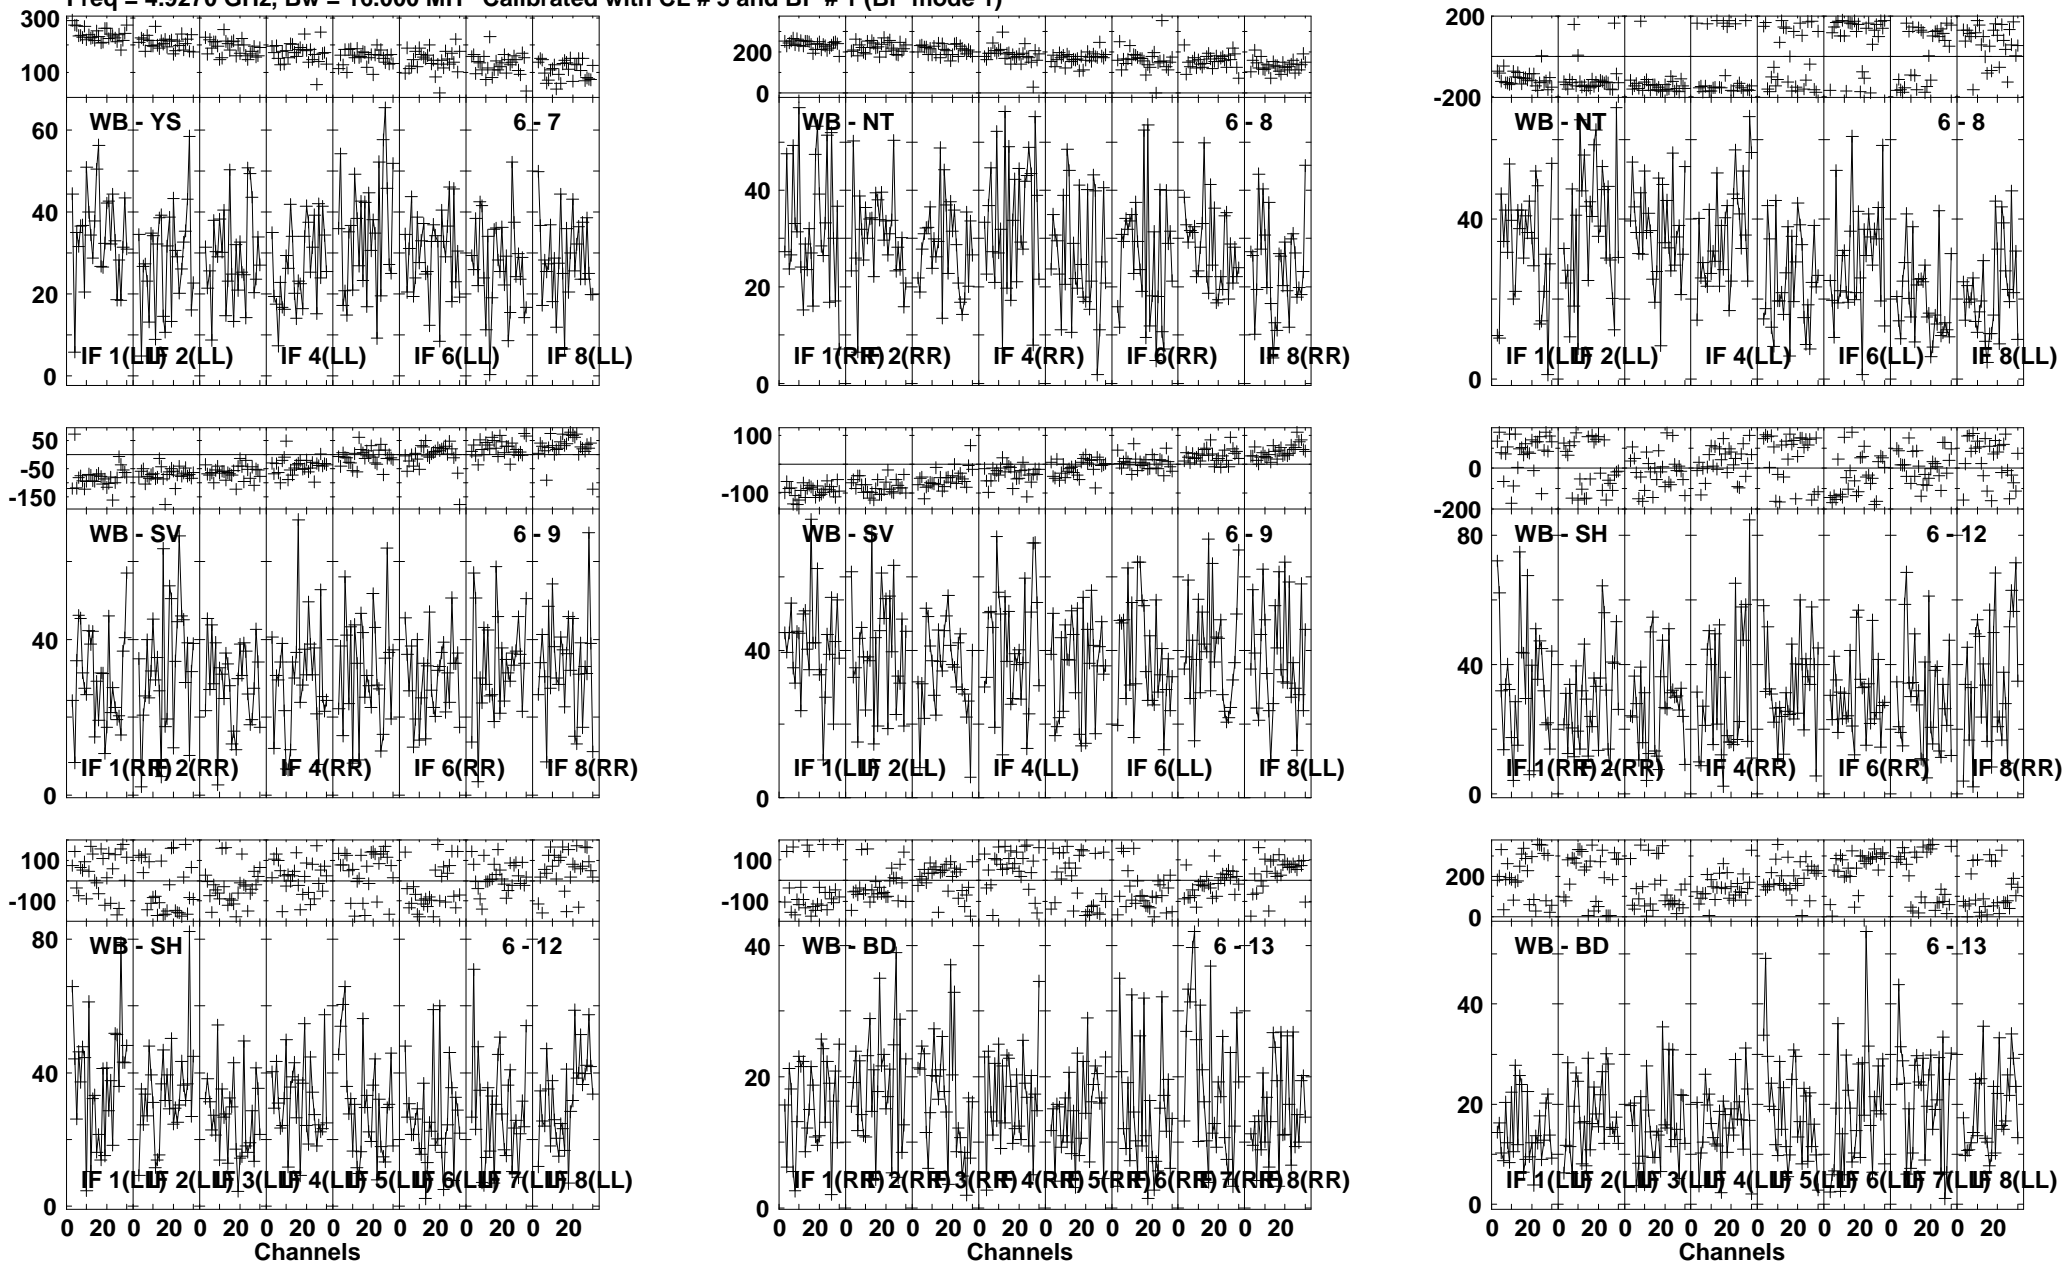 Calibrated with CL # 3 and BP # 1 (BP mode 1)
300
100
WB - YS 6 - 7
60
40
20
0
IF 1(LL) IF 2(LL) IF 4(LL) IF 6(LL) IF 8(LL)
200
0
WB - NT 6 - 8
40
20
0
IF 1(RR) IF 2(RR) IF 4(RR) IF 6(RR) IF 8(RR)
200
-200
WB - NT 6 - 8
40
0
IF 1(LL) IF 2(LL) IF 4(LL) IF 6(LL) IF 8(LL)
50
-50
-150
WB - SV 6 - 9
40
0
IF 1(RR) IF 2(RR) IF 4(RR) IF 6(RR) IF 8(RR)
100
-100
WB - SV 6 - 9
40
0
IF 1(LL) IF 2(LL) IF 4(LL) IF 6(LL) IF 8(LL)
0
-200
WB - SH 6 - 12
80
40
0
IF 1(RR) IF 2(RR) IF 4(RR) IF 6(RR) IF 8(RR)
100
-100
WB - SH 6 - 12
80
40
0
IF 1(LL) IF 2(LL) IF 3(LL) IF 4(LL) IF 5(LL) IF 6(LL) IF 7(LL) IF 8(LL)
0 20 0 20 0 20 0 20 0 20 0 20 0 20 0 20
Channels
100
-100
WB - BD 6 - 13
40
20
0
IF 1(RR) IF 2(RR) IF 3(RR) IF 4(RR) IF 5(RR) IF 6(RR) IF 7(RR) IF 8(RR)
0 20 0 20 0 20 0 20 0 20 0 20 0 20 0 20
Channels
200
0
WB - BD 6 - 13
40
20
0
IF 1(LL) IF 2(LL) IF 3(LL) IF 4(LL) IF 5(LL) IF 6(LL) IF 7(LL) IF 8(LL)
0 20 0 20 0 20 0 20 0 20 0 20 0 20 0 20
Channels